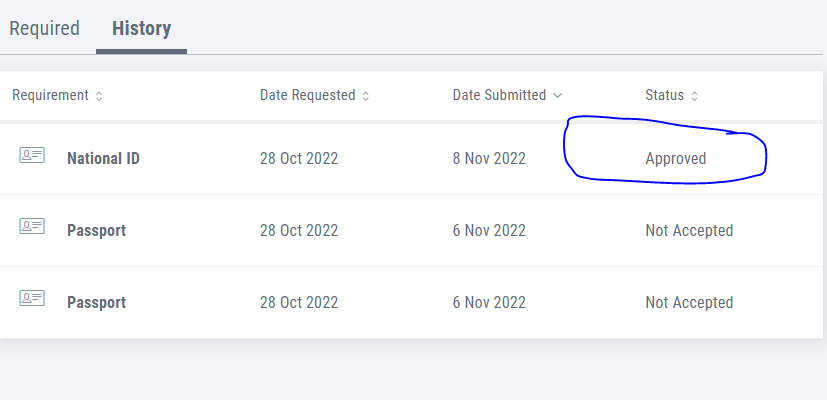 Required History
Requirement Date Requested Date Submitted Status
National ID 28 Oct 2022 8 Nov 2022 Approved
Passport 28 Oct 2022 6 Nov 2022 Not Accepted
Passport 28 Oct 2022 6 Nov 2022 Not Accepted